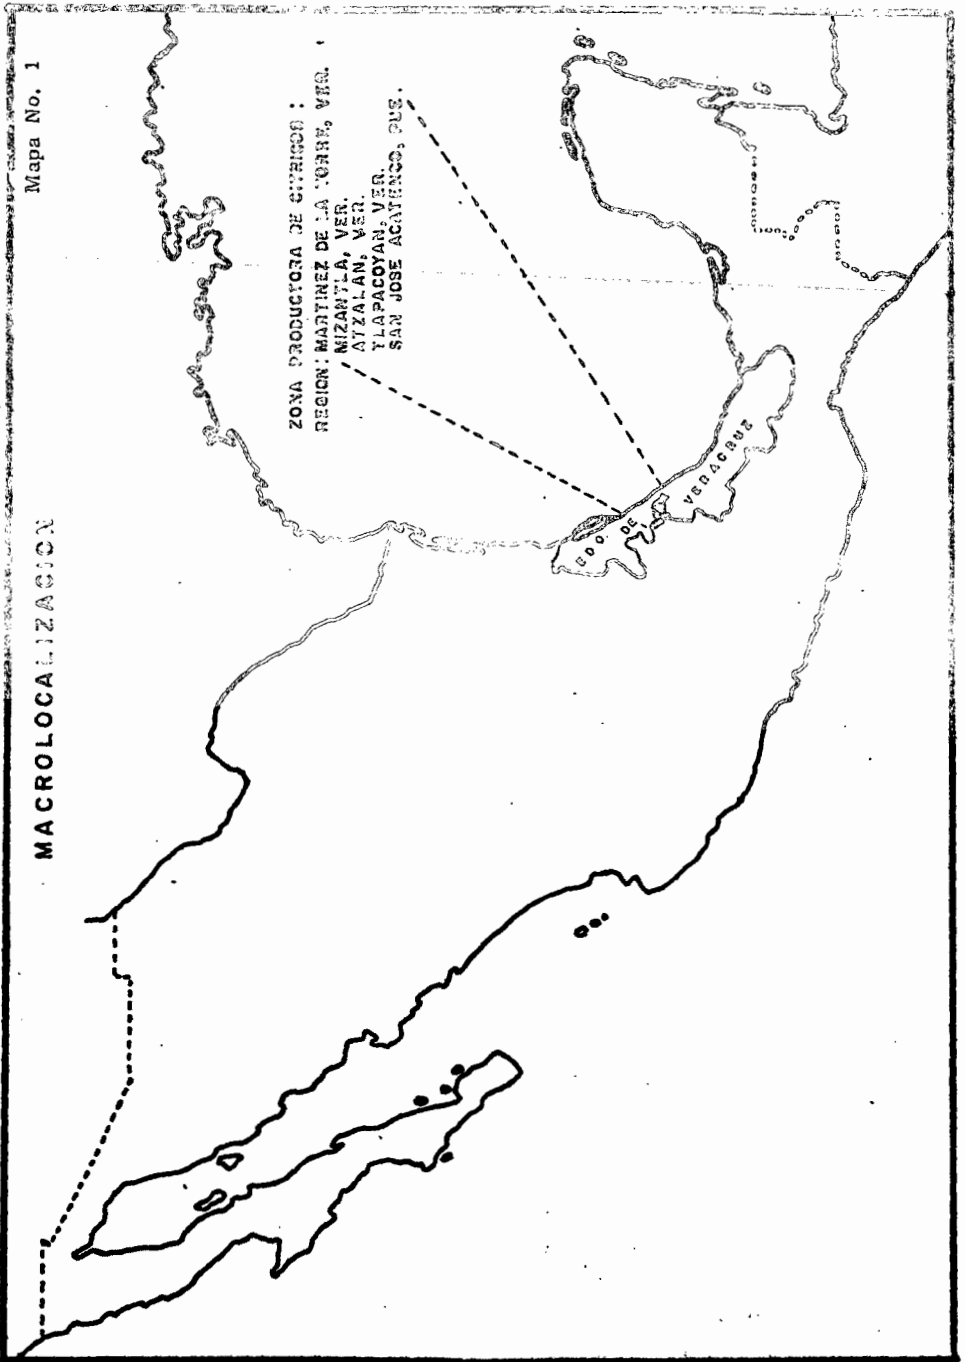 Mapa No. 1
MACROLOCALIZACION
ZONA PRODUCTORA DE CITRICOS :
REGION: MARTINEZ DE LA TORRE, VER.
MIZANTLA, VER.
ATZALAN, VER.
TLAPACOYAN, VER.
SAN JOSE ACATENCO, PUE.
EDO. DE VERACRUZ